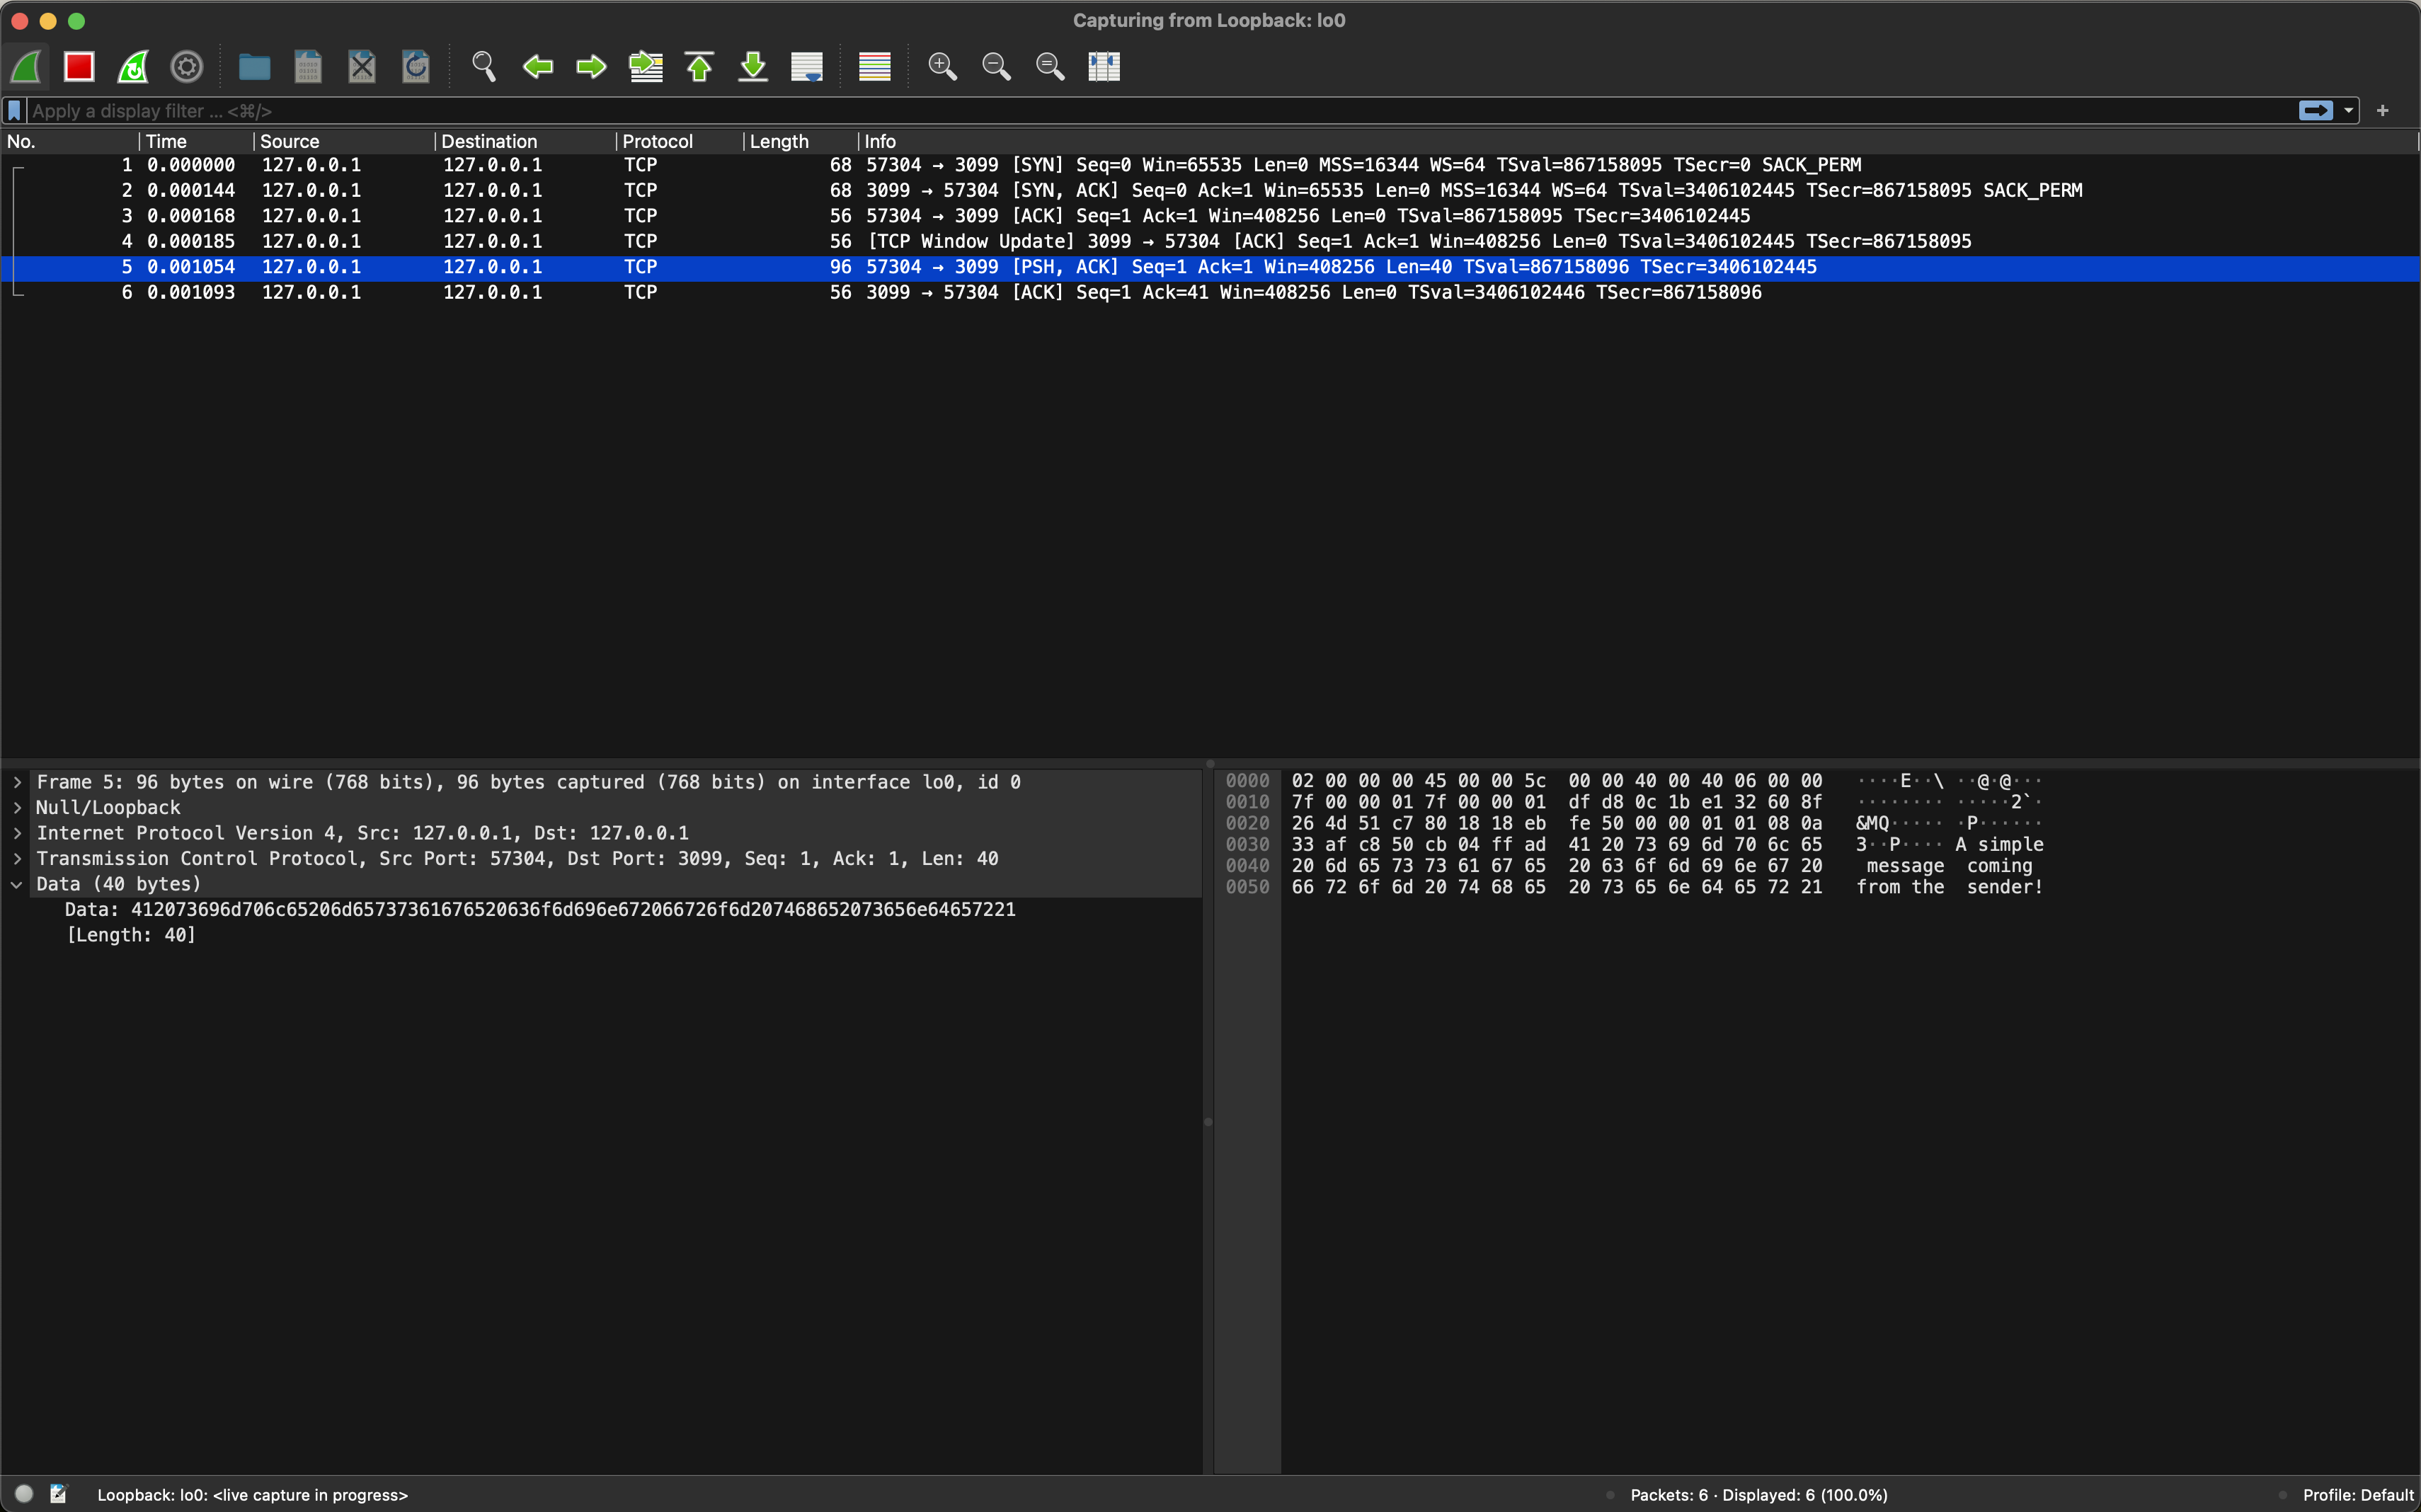 Capturing from Loopback: lo0
Apply a display filter ... <⌘/>
+
No. Time Source Destination Protocol Length Info
1 0.000000 127.0.0.1 127.0.0.1 TCP 68 57304 → 3099 [SYN] Seq=0 Win=65535 Len=0 MSS=16344 WS=64 TSval=867158095 TSecr=0 SACK_PERM
2 0.000144 127.0.0.1 127.0.0.1 TCP 68 3099 → 57304 [SYN, ACK] Seq=0 Ack=1 Win=65535 Len=0 MSS=16344 WS=64 TSval=3406102445 TSecr=867158095 SACK_PERM
3 0.000168 127.0.0.1 127.0.0.1 TCP 56 57304 → 3099 [ACK] Seq=1 Ack=1 Win=408256 Len=0 TSval=867158095 TSecr=3406102445
4 0.000185 127.0.0.1 127.0.0.1 TCP 56 [TCP Window Update] 3099 → 57304 [ACK] Seq=1 Ack=1 Win=408256 Len=0 TSval=3406102445 TSecr=867158095
5 0.001054 127.0.0.1 127.0.0.1 TCP 96 57304 → 3099 [PSH, ACK] Seq=1 Ack=1 Win=408256 Len=40 TSval=867158096 TSecr=3406102445
6 0.001093 127.0.0.1 127.0.0.1 TCP 56 3099 → 57304 [ACK] Seq=1 Ack=41 Win=408256 Len=0 TSval=3406102446 TSecr=867158096
Frame 5: 96 bytes on wire (768 bits), 96 bytes captured (768 bits) on interface lo0, id 0
Null/Loopback
Internet Protocol Version 4, Src: 127.0.0.1, Dst: 127.0.0.1
Transmission Control Protocol, Src Port: 57304, Dst Port: 3099, Seq: 1, Ack: 1, Len: 40
Data (40 bytes)
Data: 412073696d706c65206d65737361676520636f6d696e672066726f6d207468652073656e64657221
[Length: 40]
0000 02 00 00 00 45 00 00 5c 00 00 40 00 40 06 00 00 ····E··\ ··@·@···
0010 7f 00 00 01 7f 00 00 01 df d8 0c 1b e1 32 60 8f ········ ·····2`·
0020 26 4d 51 c7 80 18 18 eb fe 50 00 00 01 01 08 0a &MQ····· ·P······
0030 33 af c8 50 cb 04 ff ad 41 20 73 69 6d 70 6c 65 3··P···· A simple
0040 20 6d 65 73 73 61 67 65 20 63 6f 6d 69 6e 67 20 message coming
0050 66 72 6f 6d 20 74 68 65 20 73 65 6e 64 65 72 21 from the sender!
Loopback: lo0: <live capture in progress>
Packets: 6 · Displayed: 6 (100.0%)
Profile: Default